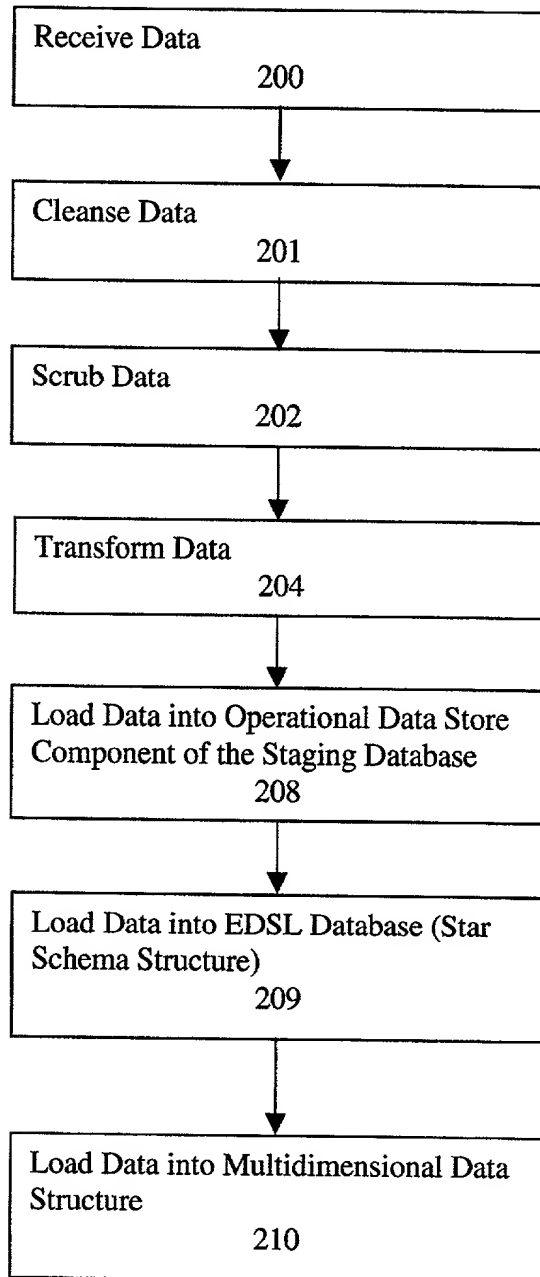 Receive Data
200
Cleanse Data
201
Scrub Data
202
Transform Data
204
Load Data into Operational Data Store
Component of the Staging Database
208
Load Data into EDSL Database (Star
Schema Structure)
209
Load Data into Multidimensional Data
Structure
210